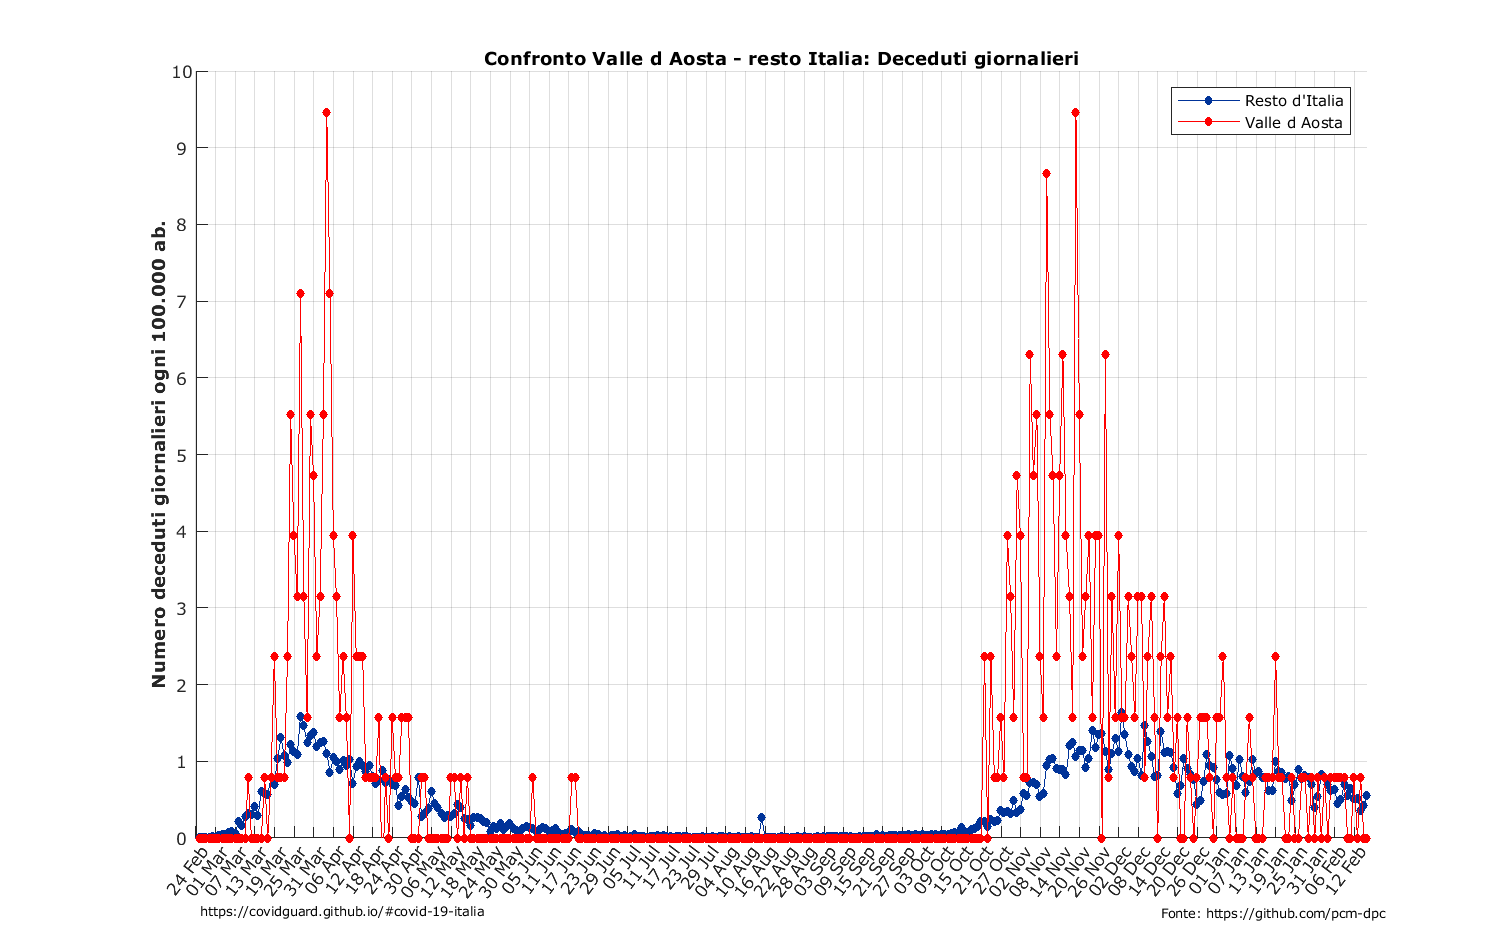 Confronto Valle d Aosta - resto Italia: Deceduti giornalieri
Resto d'Italia
Valle d Aosta
Numero deceduti giornalieri ogni 100.000 ab.
10
9
8
7
6
5
4
3
2
1
0
24 Feb
01 Mar
07 Mar
13 Mar
19 Mar
25 Mar
31 Mar
06 Apr
12 Apr
18 Apr
24 Apr
30 Apr
06 May
12 May
18 May
24 May
30 May
05 Jun
11 Jun
17 Jun
23 Jun
29 Jun
05 Jul
11 Jul
17 Jul
23 Jul
29 Jul
04 Aug
10 Aug
16 Aug
22 Aug
28 Aug
03 Sep
09 Sep
15 Sep
21 Sep
27 Sep
03 Oct
09 Oct
15 Oct
21 Oct
27 Oct
02 Nov
08 Nov
14 Nov
20 Nov
26 Nov
02 Dec
08 Dec
14 Dec
20 Dec
26 Dec
01 Jan
07 Jan
13 Jan
19 Jan
25 Jan
31 Jan
06 Feb
12 Feb
https://covidguard.github.io/#covid-19-italia
Fonte: https://github.com/pcm-dpc